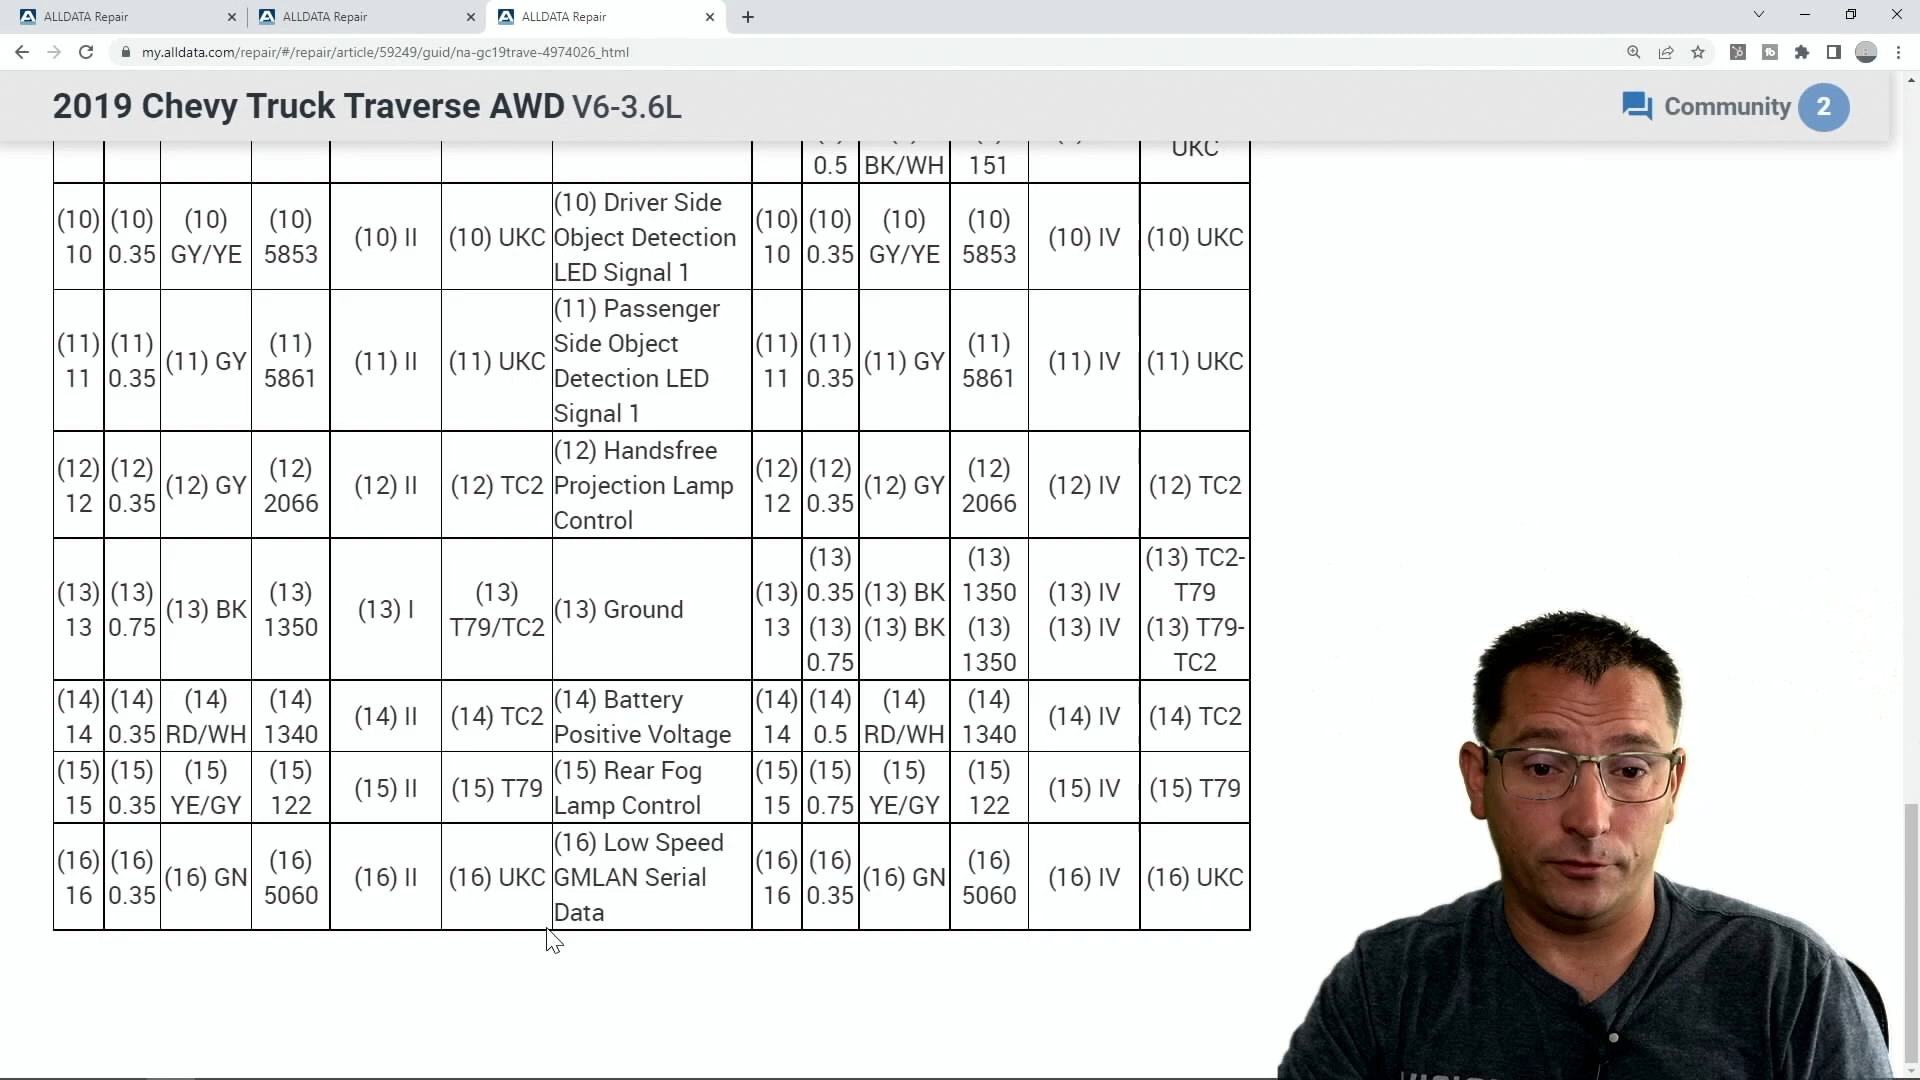 ALLDATA Repair
ALLDATA Repair
ALLDATA Repair
my.alldata.com/repair/#/repair/article/59249/guid/na-gc19trave-4974026_html
2019 Chevy Truck Traverse AWD V6-3.6L
Community 2
0.5 BK/WH 151 UKC
(10) 10 (10) 0.35 (10) GY/YE (10) 5853 (10) II (10) UKC (10) Driver Side Object Detection LED Signal 1 (10) 10 (10) 0.35 (10) GY/YE (10) 5853 (10) IV (10) UKC
(11) 11 (11) 0.35 (11) GY (11) 5861 (11) II (11) UKC (11) Passenger Side Object Detection LED Signal 1 (11) 11 (11) 0.35 (11) GY (11) 5861 (11) IV (11) UKC
(12) 12 (12) 0.35 (12) GY (12) 2066 (12) II (12) TC2 (12) Handsfree Projection Lamp Control (12) 12 (12) 0.35 (12) GY (12) 2066 (12) IV (12) TC2
(13) 13 (13) 0.75 (13) BK (13) 1350 (13) I (13) T79/TC2 (13) Ground (13) 13 (13) 0.35 (13) 0.75 (13) BK (13) BK (13) 1350 (13) 1350 (13) IV (13) IV (13) TC2-T79 (13) T79-TC2
(14) 14 (14) 0.35 (14) RD/WH (14) 1340 (14) II (14) TC2 (14) Battery Positive Voltage (14) 14 (14) 0.5 (14) RD/WH (14) 1340 (14) IV (14) TC2
(15) 15 (15) 0.35 (15) YE/GY (15) 122 (15) II (15) T79 (15) Rear Fog Lamp Control (15) 15 (15) 0.75 (15) YE/GY (15) 122 (15) IV (15) T79
(16) 16 (16) 0.35 (16) GN (16) 5060 (16) II (16) UKC (16) Low Speed GMLAN Serial Data (16) 16 (16) 0.35 (16) GN (16) 5060 (16) IV (16) UKC